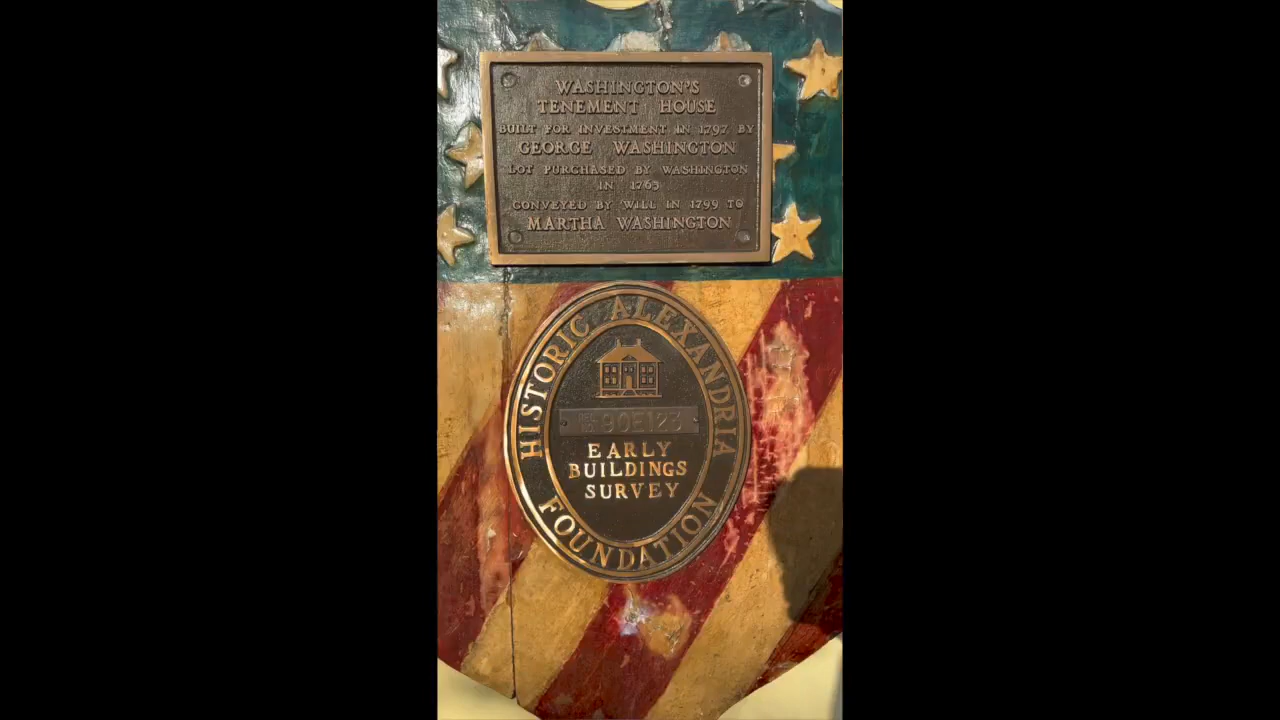 WASHINGTON'S
TENEMENT HOUSE
BUILT FOR INVESTMENT IN 1797 BY
GEORGE WASHINGTON
LOT PURCHASED BY WASHINGTON
IN 1763
CONVEYED BY WILL IN 1799 TO
MARTHA WASHINGTON
HISTORIC ALEXANDRIA
90E123
EARLY
BUILDINGS
SURVEY
FOUNDATION